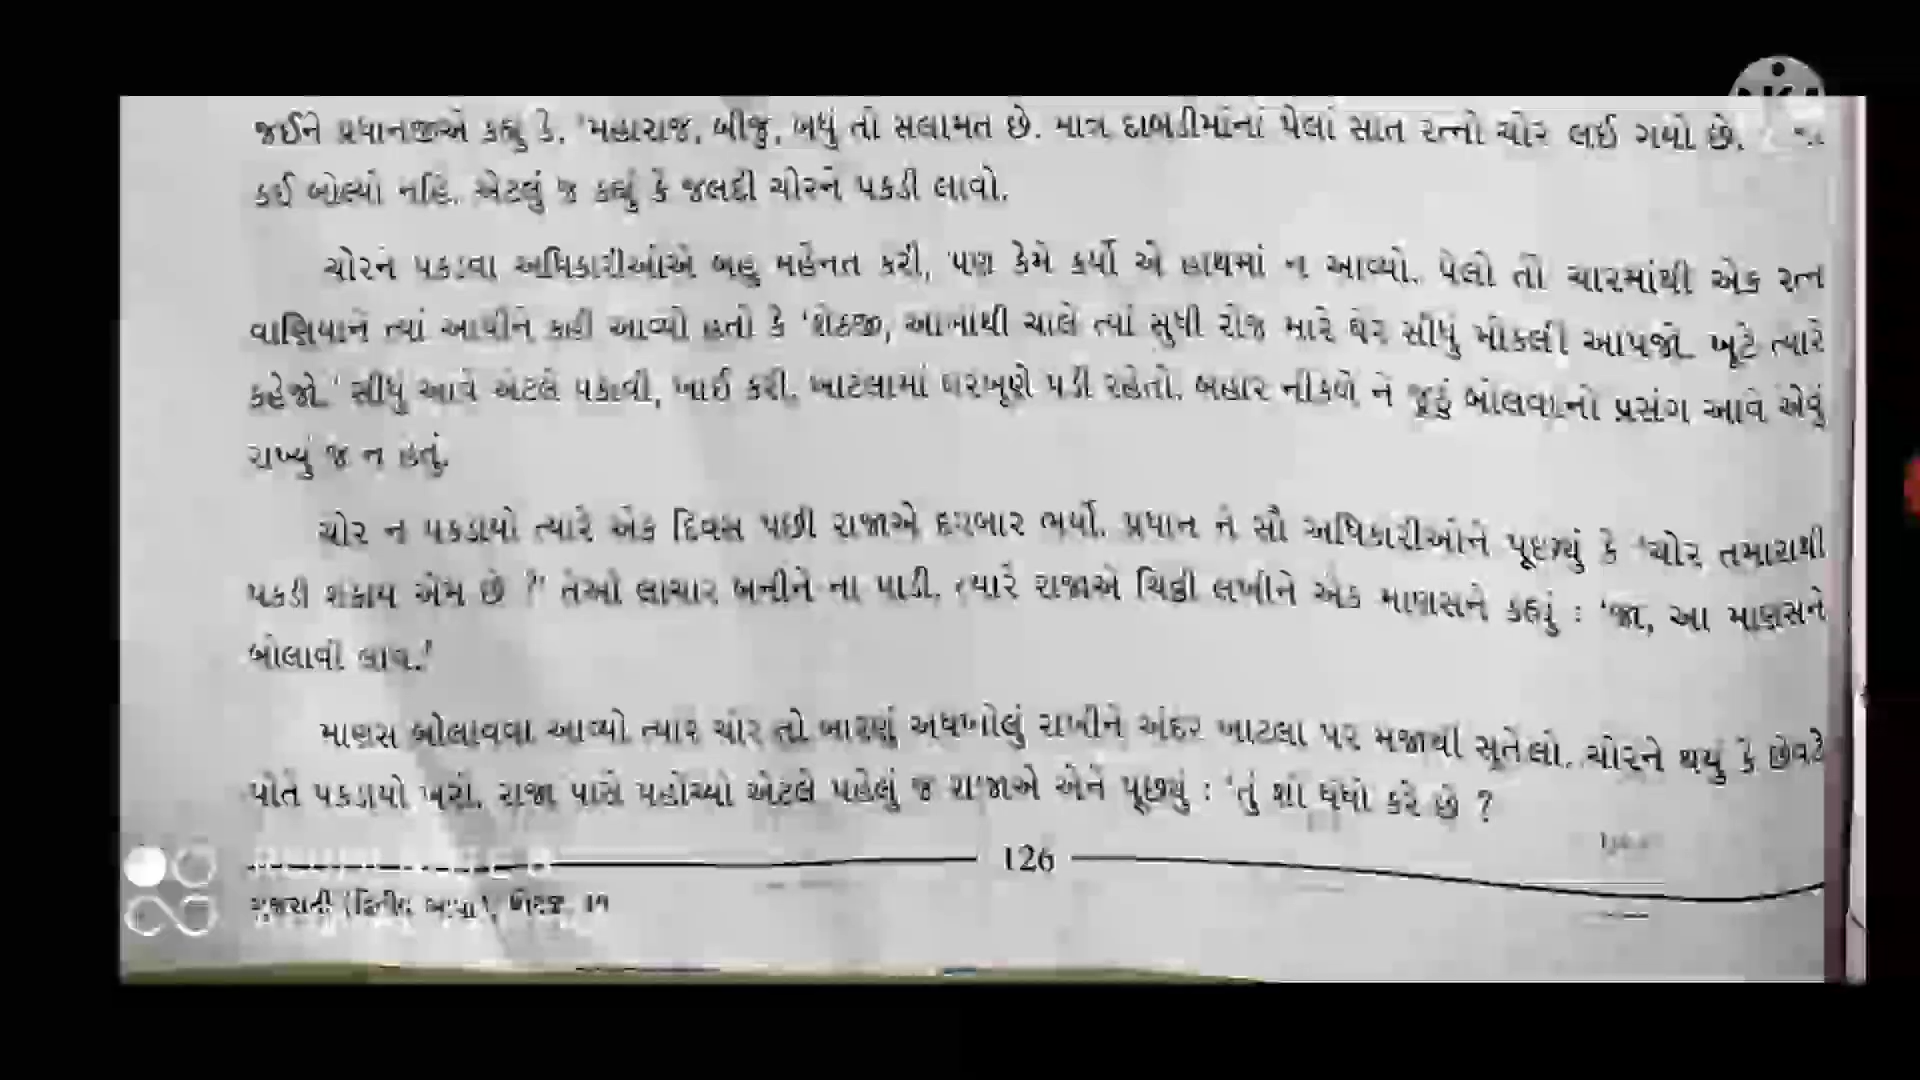 જઈને પ્રધાનજીએ કહ્યું કે, 'મહારાજ, બીજું, બધું તો સલામત છે. માત્ર દાબડીમાંનાં પેલાં સાત રત્નો ચોર લઈ ગયો છે.
કઈ બોલ્યો નહિ. એટલું જ કહ્યું કે જલદી ચોરને પકડી લાવો.
ચોરને પકડવા અધિકારીઓએ બહુ મહેનત કરી, પણ કેમે કર્યો એ હાથમાં ન આવ્યો. પેલો તો ચારમાંથી એક રત્ન
વાણિયાને ત્યાં આપીને કહી આવ્યો હતો કે 'શેઠજી, આનાથી ચાલે ત્યાં સુધી રોજ મારે ઘેર સીધું મોકલી આપજો. ખૂટે ત્યારે
કહેજો.' સીધું આવે એટલે પકાવી, ખાઈ કરી, ખાટલામાં ઘરખૂણે પડી રહેતો. બહાર નીકળે ને જૂઠું બોલવાનો પ્રસંગ આવે એવું
રાખ્યું જ ન હતું.
ચોર ન પકડાયો ત્યારે એક દિવસ પછી રાજાએ દરબાર ભર્યો. પ્રધાન ને સૌ અધિકારીઓને પૂછ્યું કે 'ચોર તમારાથી
પકડી શકાય એમ છે ?' તેઓ લાચાર બનીને ના પાડી. ત્યારે રાજાએ ચિઠ્ઠી લખીને એક માણસને કહ્યું : 'જા, આ માણસને
બોલાવી લાવ.'
માણસ બોલાવવા આવ્યો ત્યારે ચોર તો બારણું અધખોલું રાખીને અંદર ખાટલા પર મજાથી સૂતેલો. ચોરને થયું કે છેવટે
પોતે પકડાયો ખરો. રાજા પાસે પહોંચ્યો એટલે પહેલું જ રાજાએ એને પૂછ્યું : 'તું શો ધંધો કરે છે ?
126
ગુજરાતી (દ્વિતીય ભાષા), ધોરણ 11